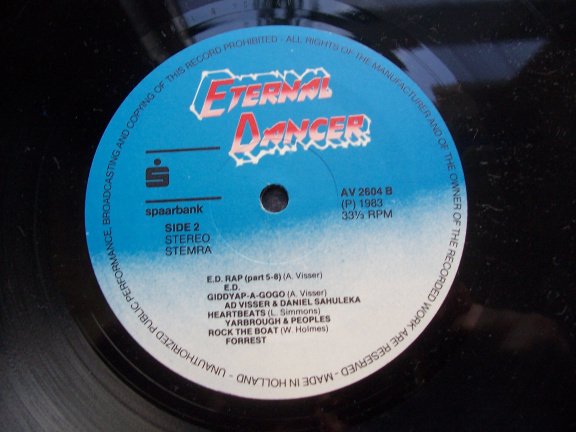 UNAUTHORIZED PUBLIC PERFORMANCE, BROADCASTING AND COPYING OF THIS RECORD PROHIBITED - ALL RIGHTS OF THE MANUFACTURER AND OF THE OWNER OF THE RECORDED WORK ARE RESERVED - MADE IN HOLLAND -
ETERNAL
DANCER
spaarbank
AV 2604 B
(P) 1983
33⅓ RPM
SIDE 2
STEREO
STEMRA
E.D. RAP (part 5-8) (A. Visser)
E.D.
GIDDYAP-A-GOGO (A. Visser)
AD VISSER & DANIEL SAHULEKA
HEARTBEATS (L. Simmons)
YARBROUGH & PEOPLES
ROCK THE BOAT (W. Holmes)
FORREST